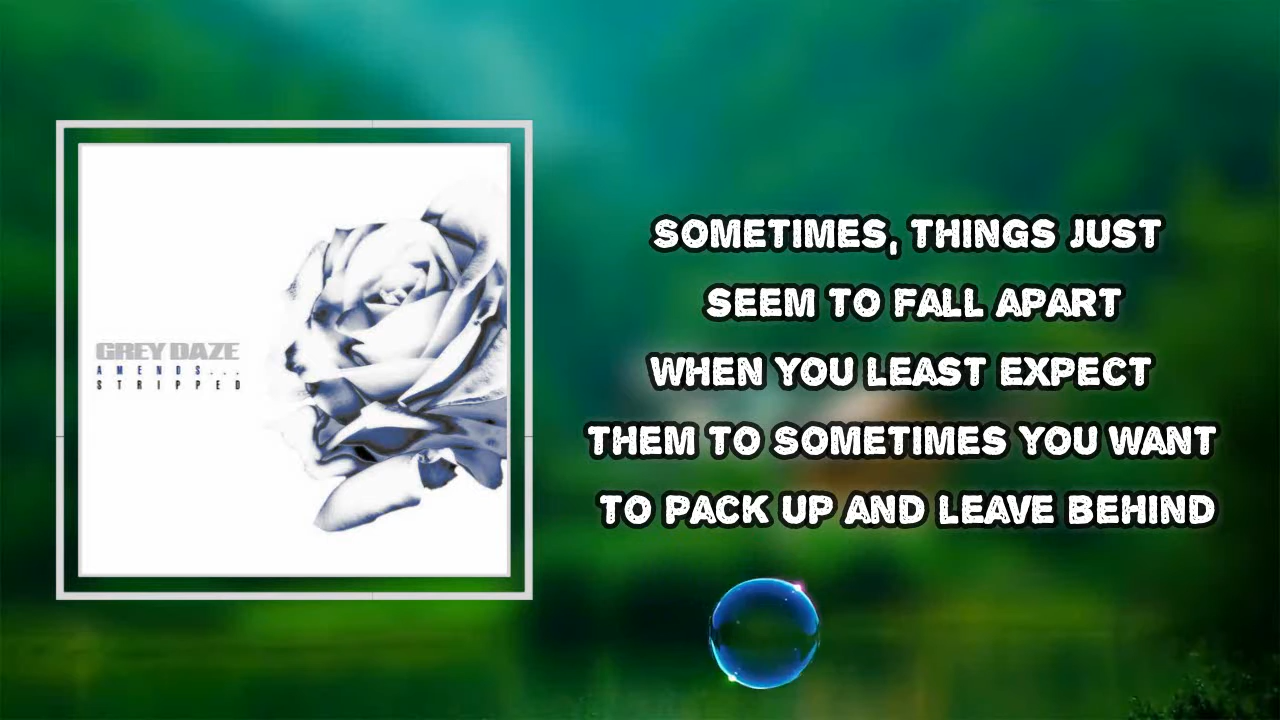 GREY DAZE
AMENDS...
STRIPPED
SOMETIMES, THINGS JUST
SEEM TO FALL APART
WHEN YOU LEAST EXPECT
THEM TO SOMETIMES YOU WANT
TO PACK UP AND LEAVE BEHIND